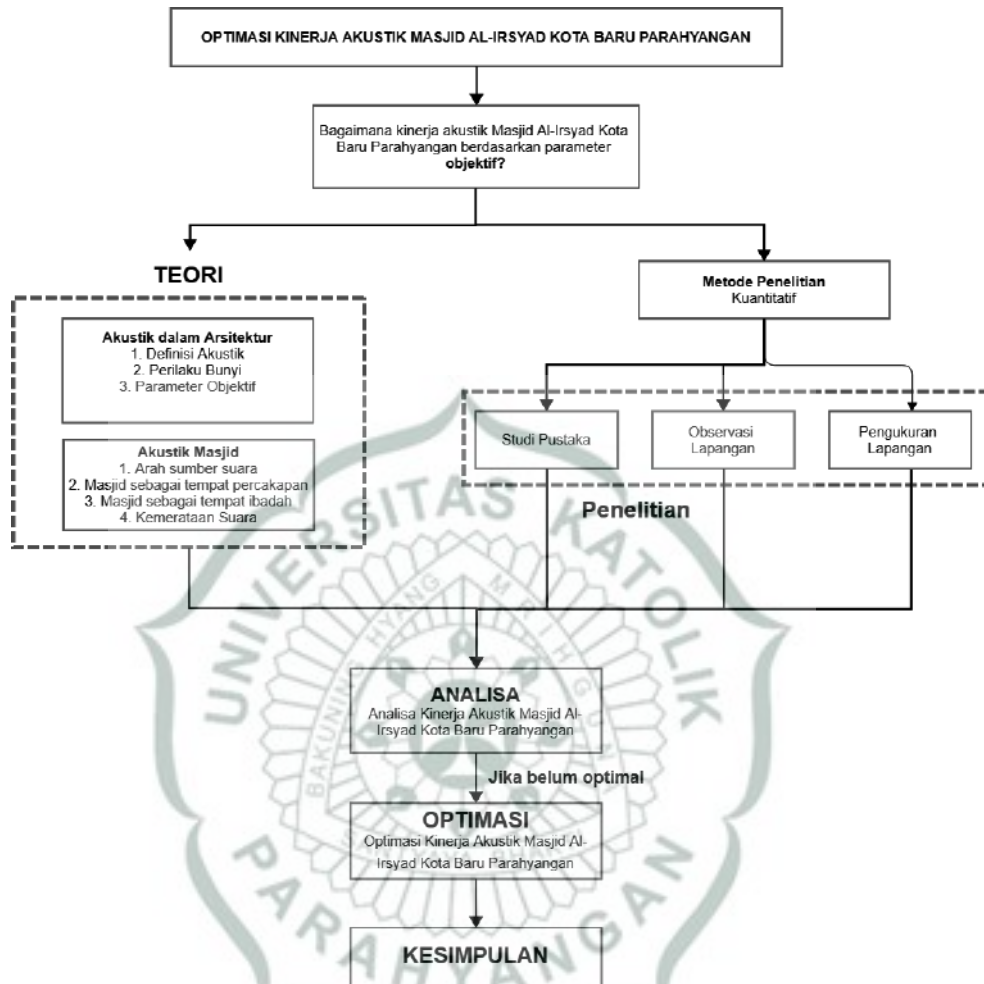 OPTIMASI KINERJA AKUSTIK MASJID AL-IRSYAD KOTA BARU PARAHYANGAN
Bagaimana kinerja akustik Masjid Al-Irsyad Kota
Baru Parahyangan berdasarkan parameter
objektif?
TEORI
Akustik dalam Arsitektur
1. Definisi Akustik
2. Perilaku Bunyi
3. Parameter Objektif
Akustik Masjid
1. Arah sumber suara
2. Masjid sebagai tempat percakapan
3. Masjid sebagai tempat ibadah
4. Kemerataan Suara
Metode Penelitian
Kuantitatif
Studi Pustaka
Observasi
Lapangan
Pengukuran
Lapangan
Penelitian
ANALISA
Analisa Kinerja Akustik Masjid Al-
Irsyad Kota Baru Parahyangan
Jika belum optimal
OPTIMASI
Optimasi Kinerja Akustik Masjid Al-
Irsyad Kota Baru Parahyangan
KESIMPULAN
UNIVERSITAS KATOLIK
PARAHYANGAN
BAKUNING HYANG MRIH GUNA